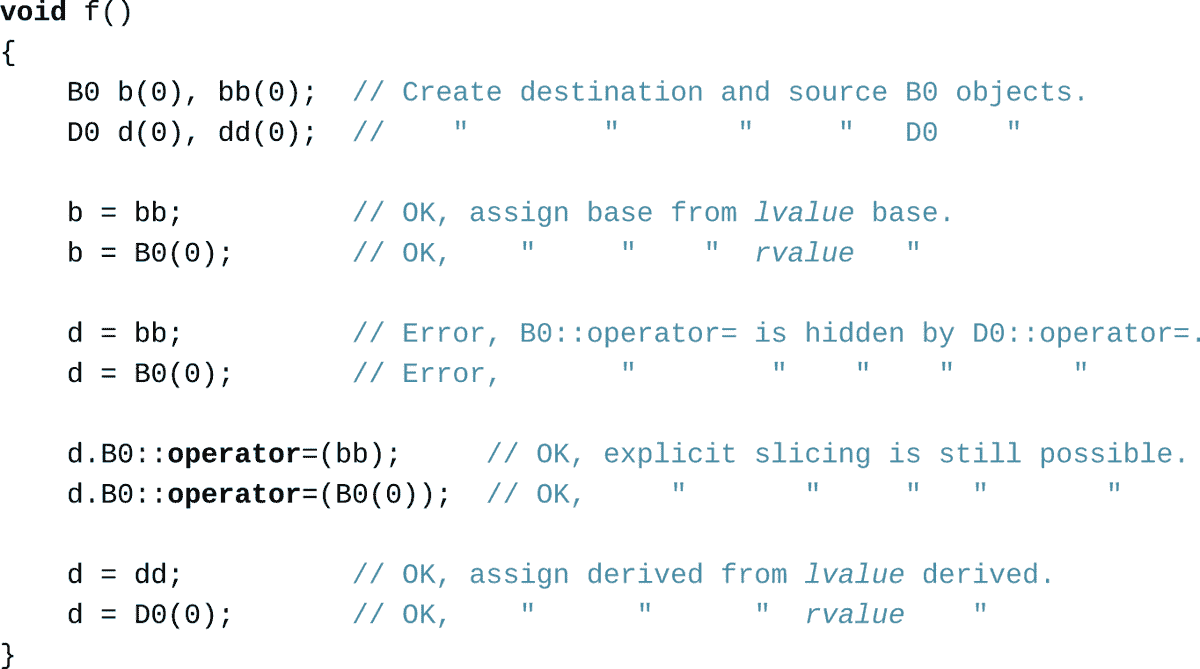 void f()
{
    B0 b(0), bb(0);  // Create destination and source B0 objects.
    D0 d(0), dd(0);  //    "        "       "     "   D0    "
    b = bb;          // OK, assign base from lvalue base.
    b = B0(0);       // OK,    "     "    "  rvalue   "
    d = bb;          // Error, B0::operator= is hidden by D0::operator=.
    d = B0(0);       // Error,       "        "    "    "       "
    d.B0::operator=(bb);     // OK, explicit slicing is still possible.
    d.B0::operator=(B0(0));  // OK,     "       "     "   "       "
    d = dd;          // OK, assign derived from lvalue derived.
    d = D0(0);       // OK,    "      "      "  rvalue    "
}